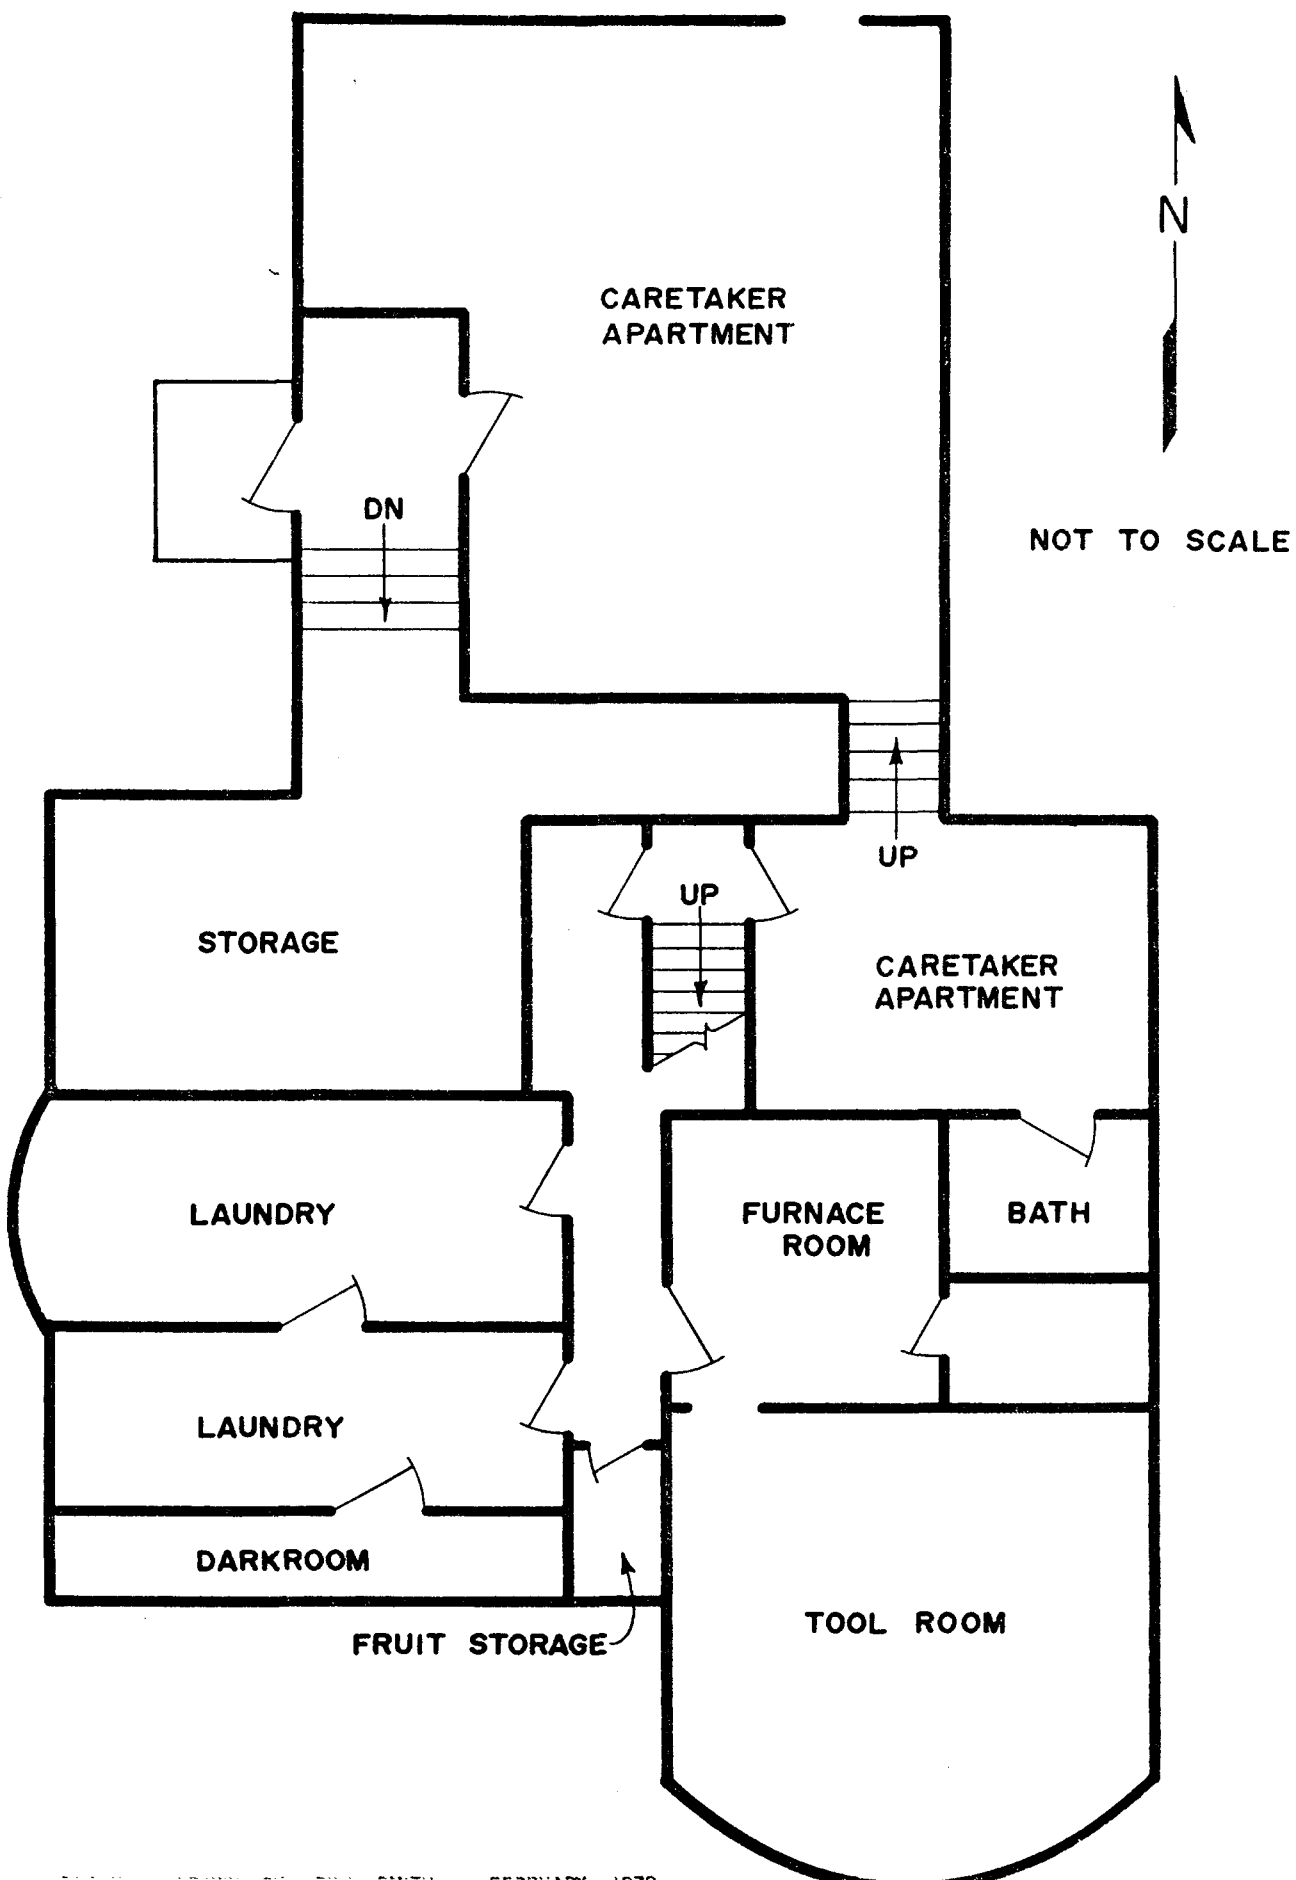 N
CARETAKER
APARTMENT
DN
NOT TO SCALE
UP
UP
STORAGE
CARETAKER
APARTMENT
LAUNDRY
FURNACE
ROOM
BATH
LAUNDRY
DARKROOM
FRUIT STORAGE
TOOL ROOM